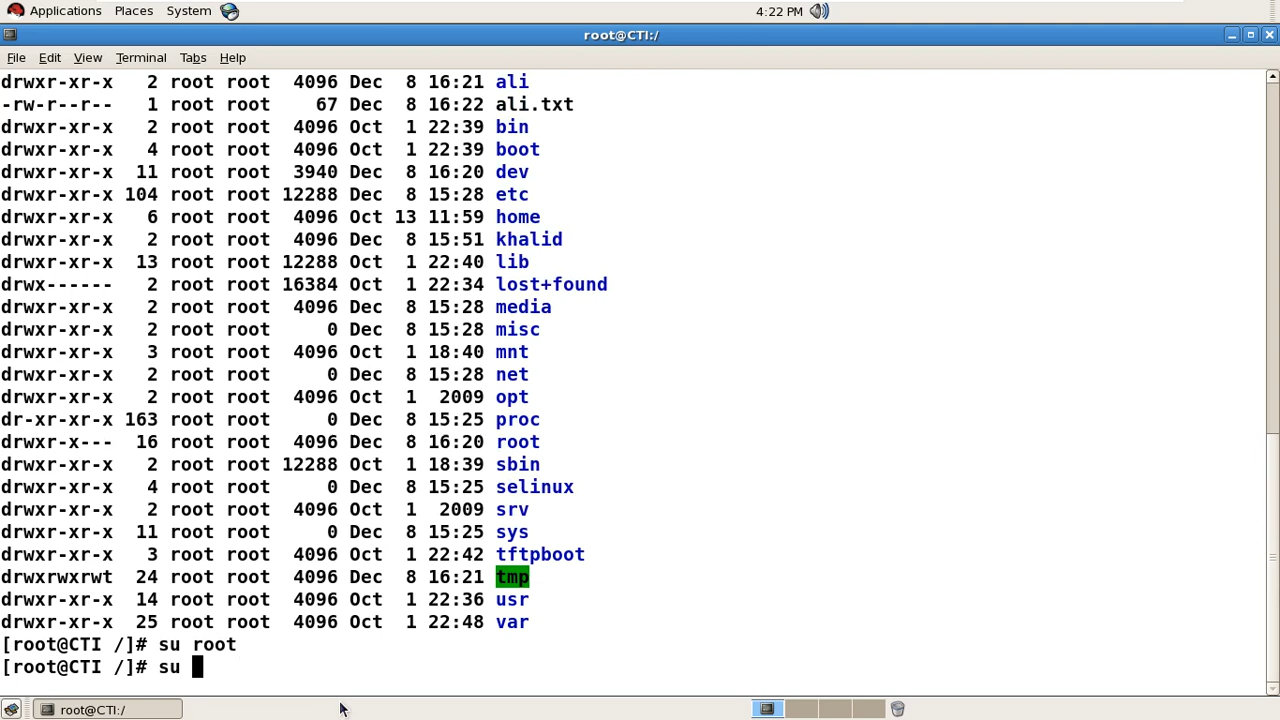 Applications Places System 4:22 PM
root@CTI:/
File Edit View Terminal Tabs Help
drwxr-xr-x   2 root root  4096 Dec  8 16:21 ali
-rw-r--r--   1 root root    67 Dec  8 16:22 ali.txt
drwxr-xr-x   2 root root  4096 Oct  1 22:39 bin
drwxr-xr-x   4 root root  4096 Oct  1 22:39 boot
drwxr-xr-x  11 root root  3940 Dec  8 16:20 dev
drwxr-xr-x 104 root root 12288 Dec  8 15:28 etc
drwxr-xr-x   6 root root  4096 Oct 13 11:59 home
drwxr-xr-x   2 root root  4096 Dec  8 15:51 khalid
drwxr-xr-x  13 root root 12288 Oct  1 22:40 lib
drwx------   2 root root 16384 Oct  1 22:34 lost+found
drwxr-xr-x   2 root root  4096 Dec  8 15:28 media
drwxr-xr-x   2 root root     0 Dec  8 15:28 misc
drwxr-xr-x   3 root root  4096 Oct  1 18:40 mnt
drwxr-xr-x   2 root root     0 Dec  8 15:28 net
drwxr-xr-x   2 root root  4096 Oct  1  2009 opt
dr-xr-xr-x 163 root root     0 Dec  8 15:25 proc
drwxr-x---  16 root root  4096 Dec  8 16:20 root
drwxr-xr-x   2 root root 12288 Oct  1 18:39 sbin
drwxr-xr-x   4 root root     0 Dec  8 15:25 selinux
drwxr-xr-x   2 root root  4096 Oct  1  2009 srv
drwxr-xr-x  11 root root     0 Dec  8 15:25 sys
drwxr-xr-x   3 root root  4096 Oct  1 22:42 tftpboot
drwxrwxrwt  24 root root  4096 Dec  8 16:21 tmp
drwxr-xr-x  14 root root  4096 Oct  1 22:36 usr
drwxr-xr-x  25 root root  4096 Oct  1 22:48 var
[root@CTI /]# su root
[root@CTI /]# su
root@CTI:/